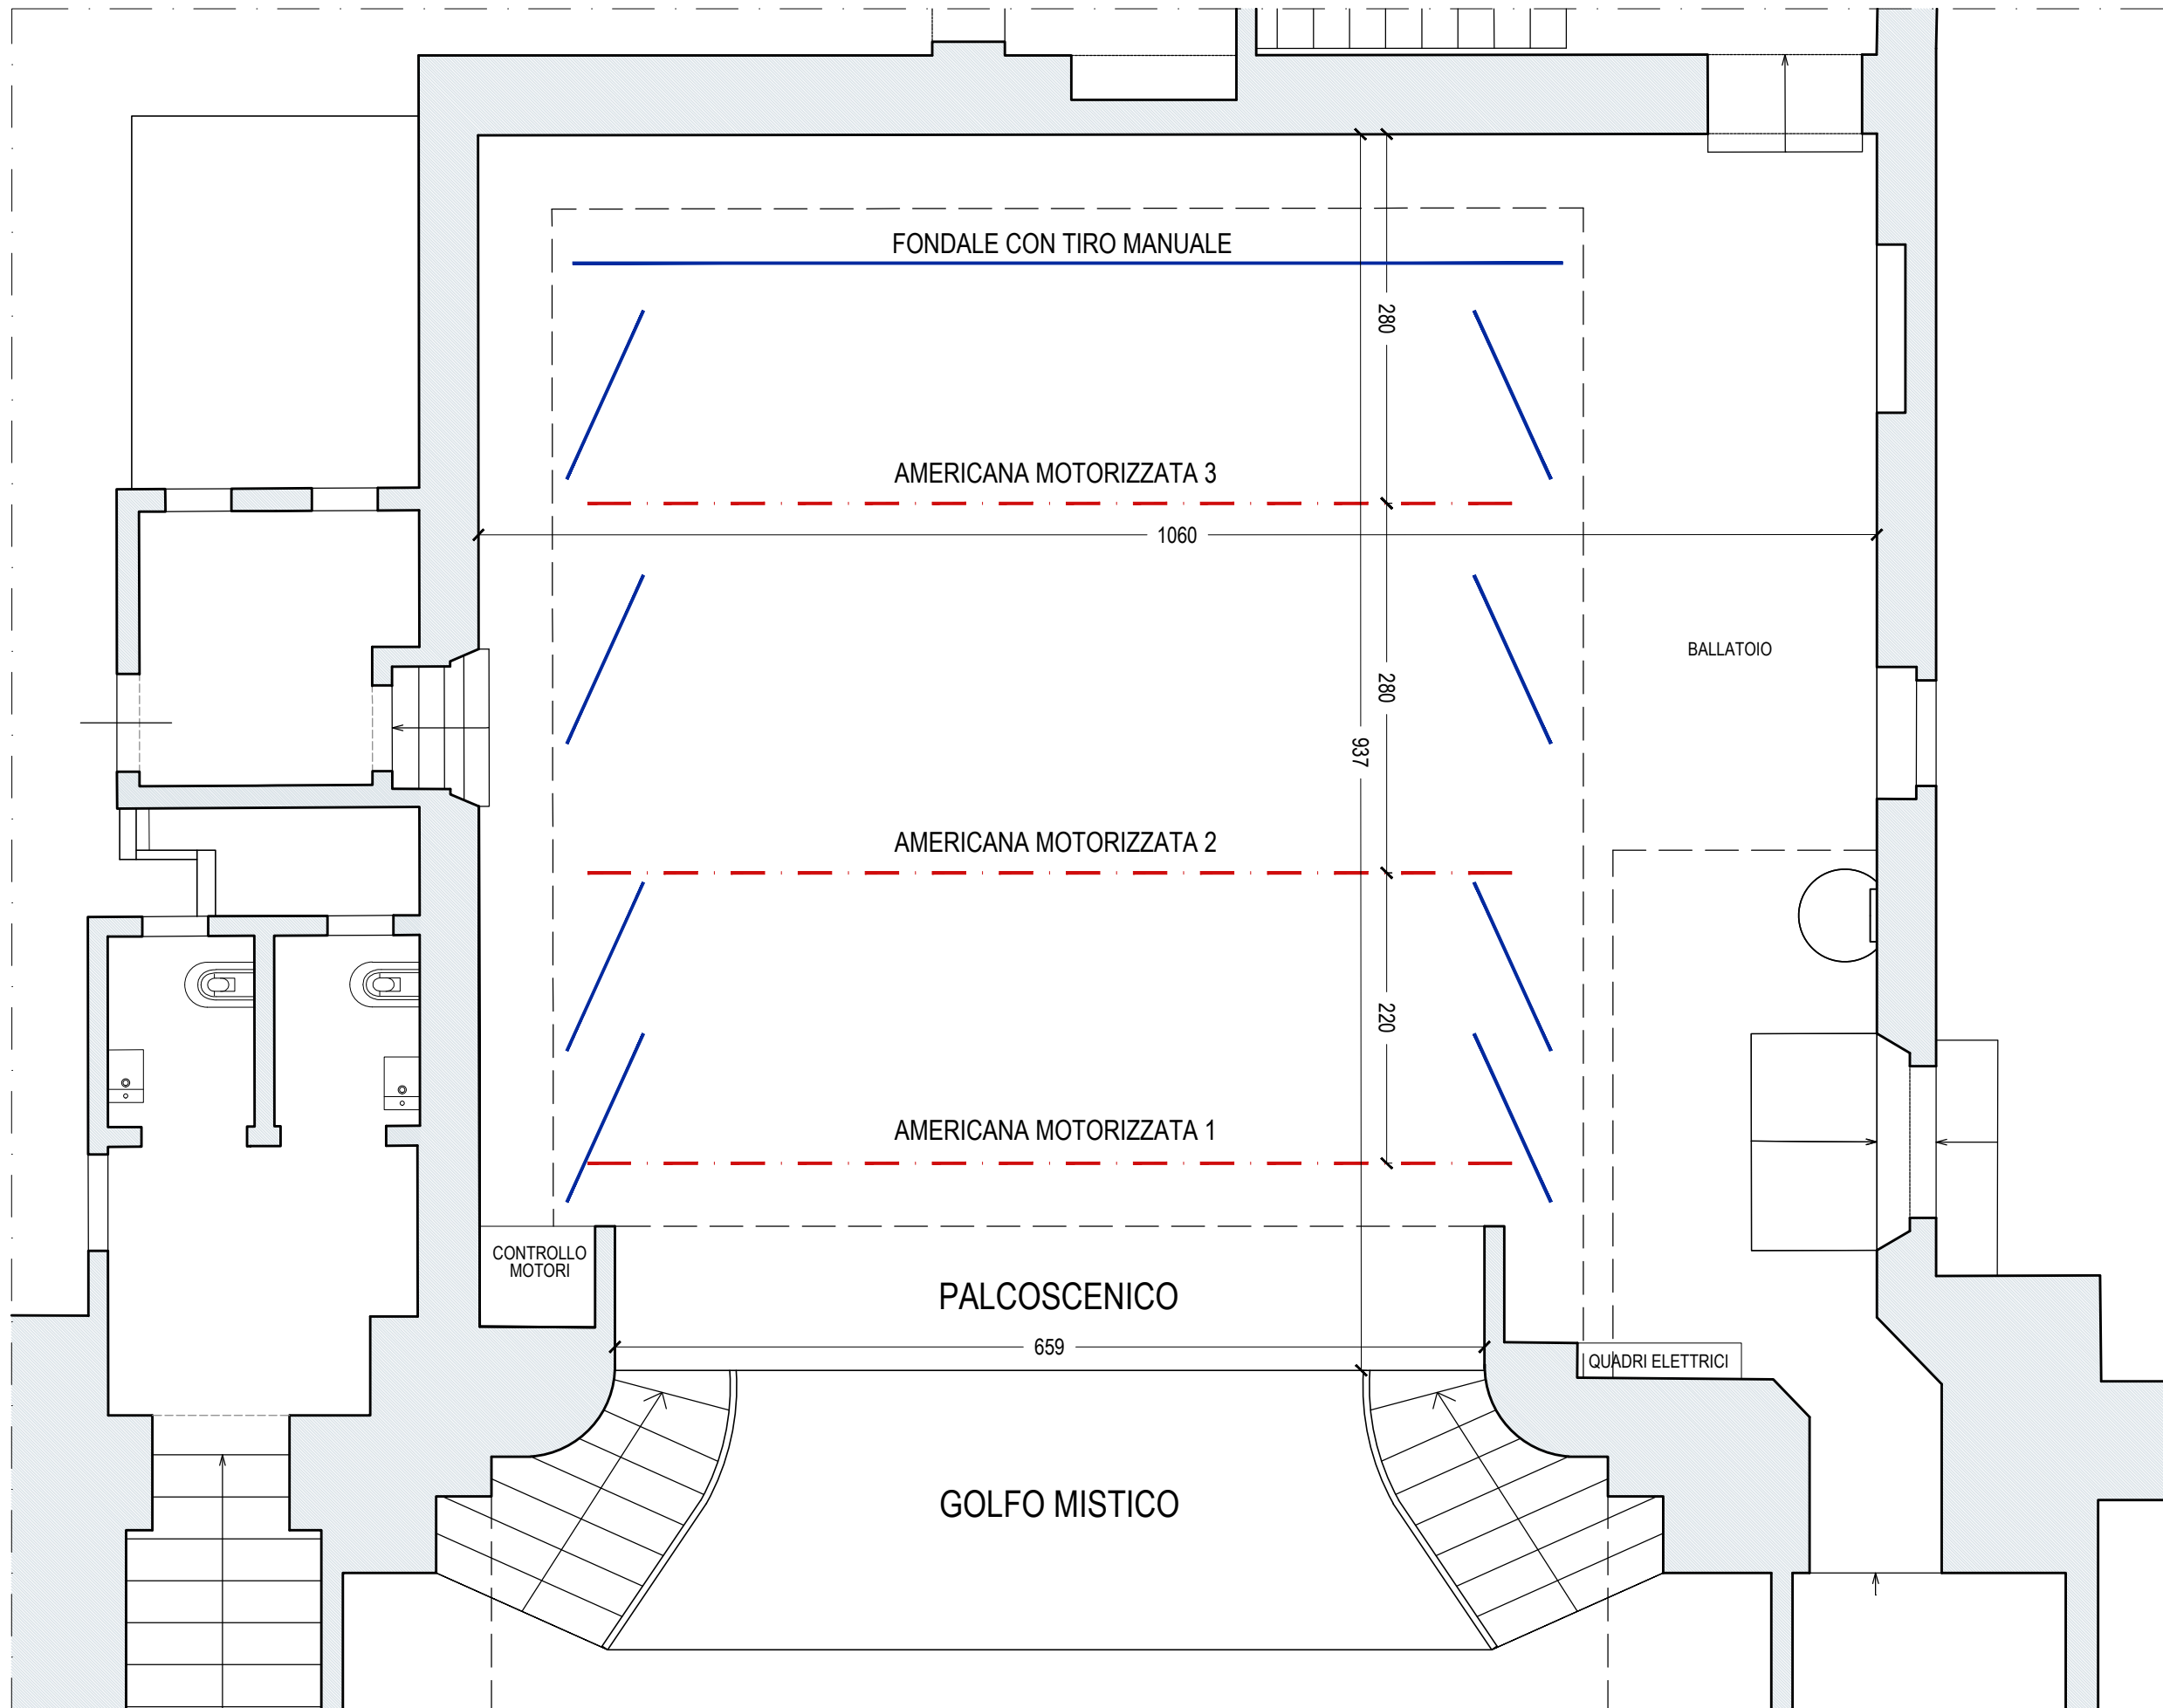 FONDALE CON TIRO MANUALE
280
AMERICANA MOTORIZZATA 3
1060
BALLATOIO
280
937
AMERICANA MOTORIZZATA 2
220
AMERICANA MOTORIZZATA 1
CONTROLLO
MOTORI
PALCOSCENICO
659
QUADRI ELETTRICI
GOLFO MISTICO